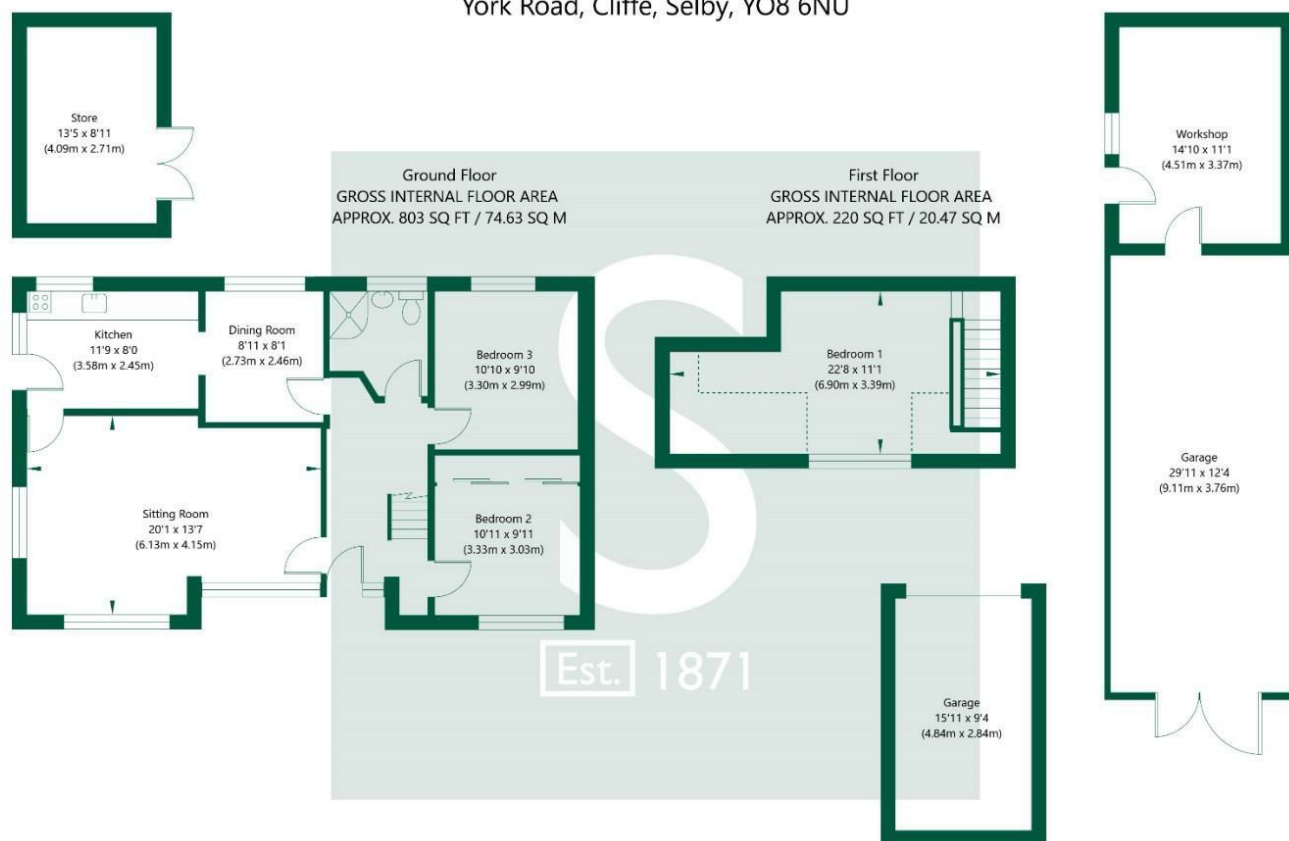 York Road, Cliffe, Selby, YO8 6NU
Store
13'5 x 8'11
(4.09m x 2.71m)
Ground Floor
GROSS INTERNAL FLOOR AREA
APPROX. 803 SQ FT / 74.63 SQ M
First Floor
GROSS INTERNAL FLOOR AREA
APPROX. 220 SQ FT / 20.47 SQ M
Workshop
14'10 x 11'1
(4.51m x 3.37m)
Kitchen
11'9 x 8'0
(3.58m x 2.45m)
Dining Room
8'11 x 8'1
(2.73m x 2.46m)
Bedroom 3
10'10 x 9'10
(3.30m x 2.99m)
Bedroom 1
22'8 x 11'1
(6.90m x 3.39m)
Sitting Room
20'1 x 13'7
(6.13m x 4.15m)
Bedroom 2
10'11 x 9'11
(3.33m x 3.03m)
Garage
29'11 x 12'4
(9.11m x 3.76m)
S
Est. 1871
Garage
15'11 x 9'4
(4.84m x 2.84m)